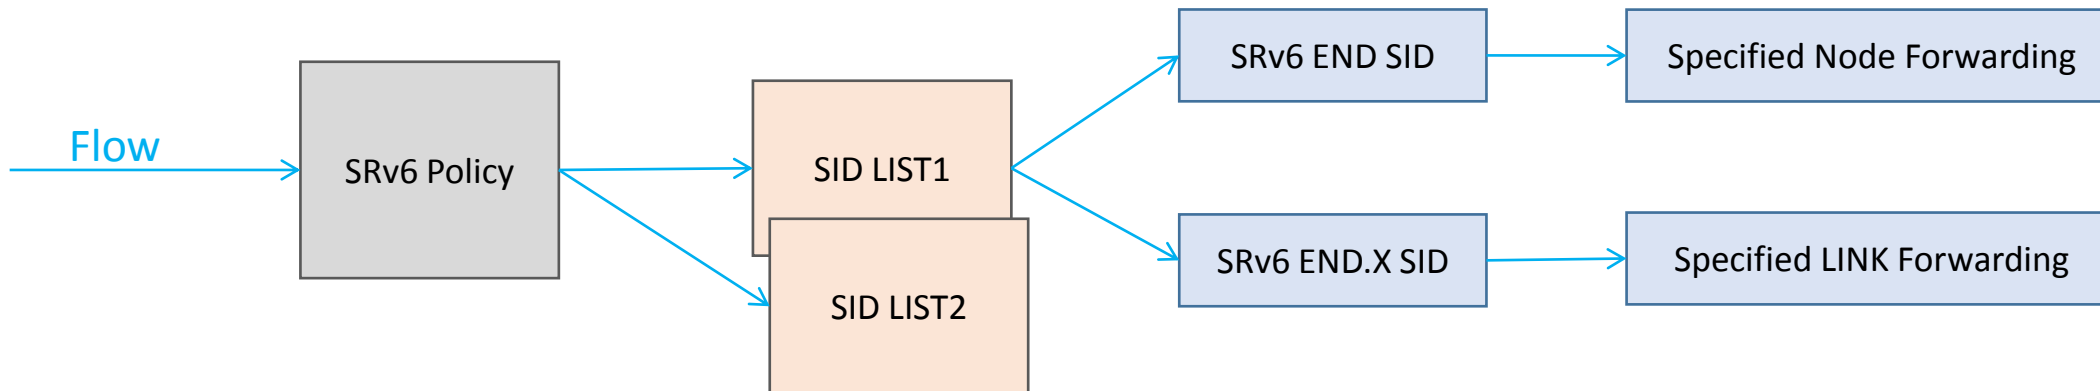 Flow
SRv6 Policy
SID LIST1
SID LIST2
SRv6 END SID
Specified Node Forwarding
SRv6 END.X SID
Specified LINK Forwarding